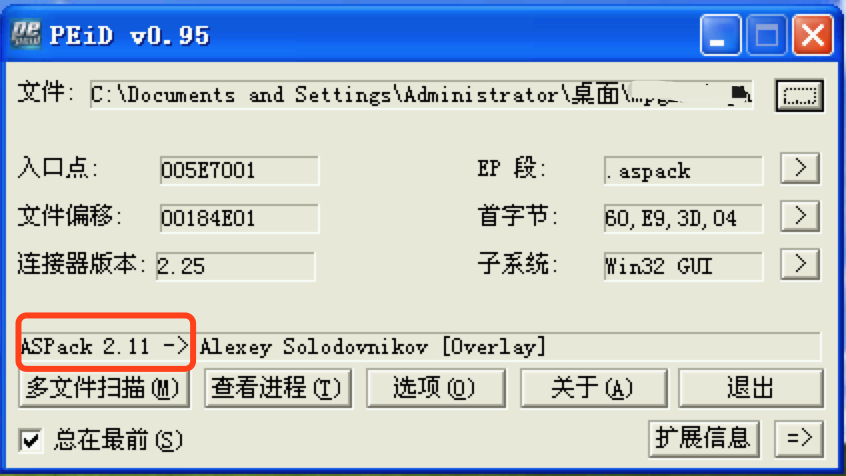 PEiD v0.95
文件: C:\Documents and Settings\Administrator\桌面\
入口点: 005E7001 EP 段: .aspack >
文件偏移: 00184E01 首字节: 60,E9,3D,04 >
连接器版本: 2.25 子系统: Win32 GUI >
ASPack 2.11 -> Alexey Solodovnikov [Overlay]
多文件扫描(M) 查看进程(T) 选项(O) 关于(A) 退出
总在最前(S) 扩展信息 =>